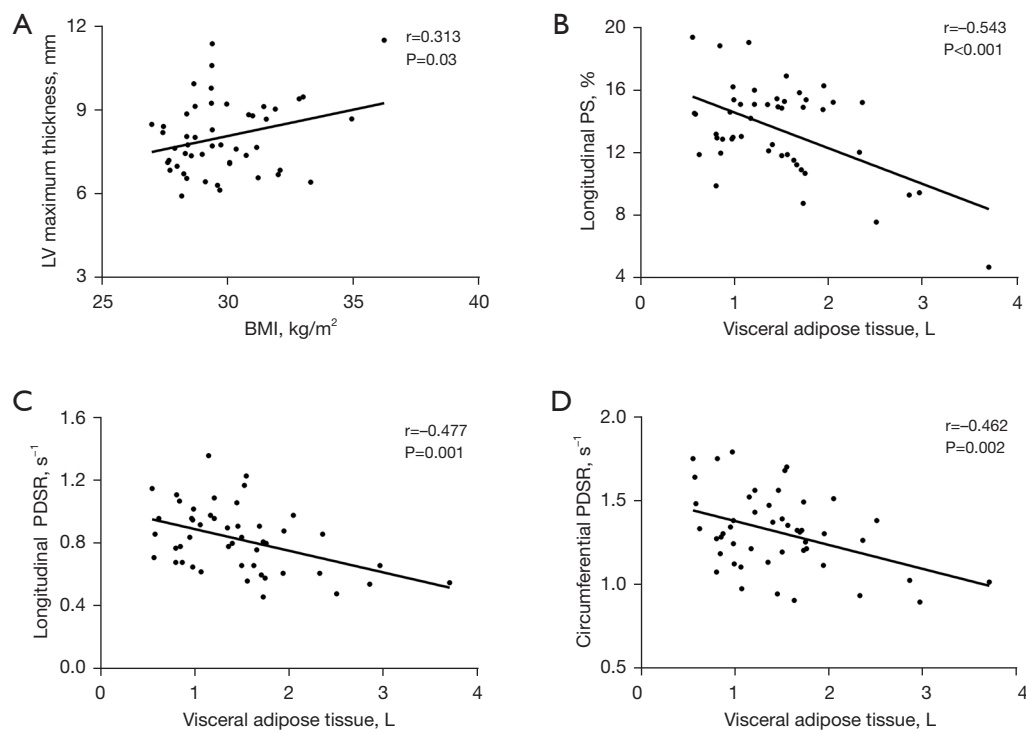 A
LV maximum thickness, mm
12
9
6
3
25
30
35
40
BMI, kg/m²
r=0.313
P=0.03
B
Longitudinal PS, %
20
16
12
8
4
0
1
2
3
4
Visceral adipose tissue, L
r=–0.543
P<0.001
C
Longitudinal PDSR, s⁻¹
1.6
1.2
0.8
0.4
0.0
0
1
2
3
4
Visceral adipose tissue, L
r=–0.477
P=0.001
D
Circumferential PDSR, s⁻¹
2.0
1.5
1.0
0.5
0
1
2
3
4
Visceral adipose tissue, L
r=–0.462
P=0.002